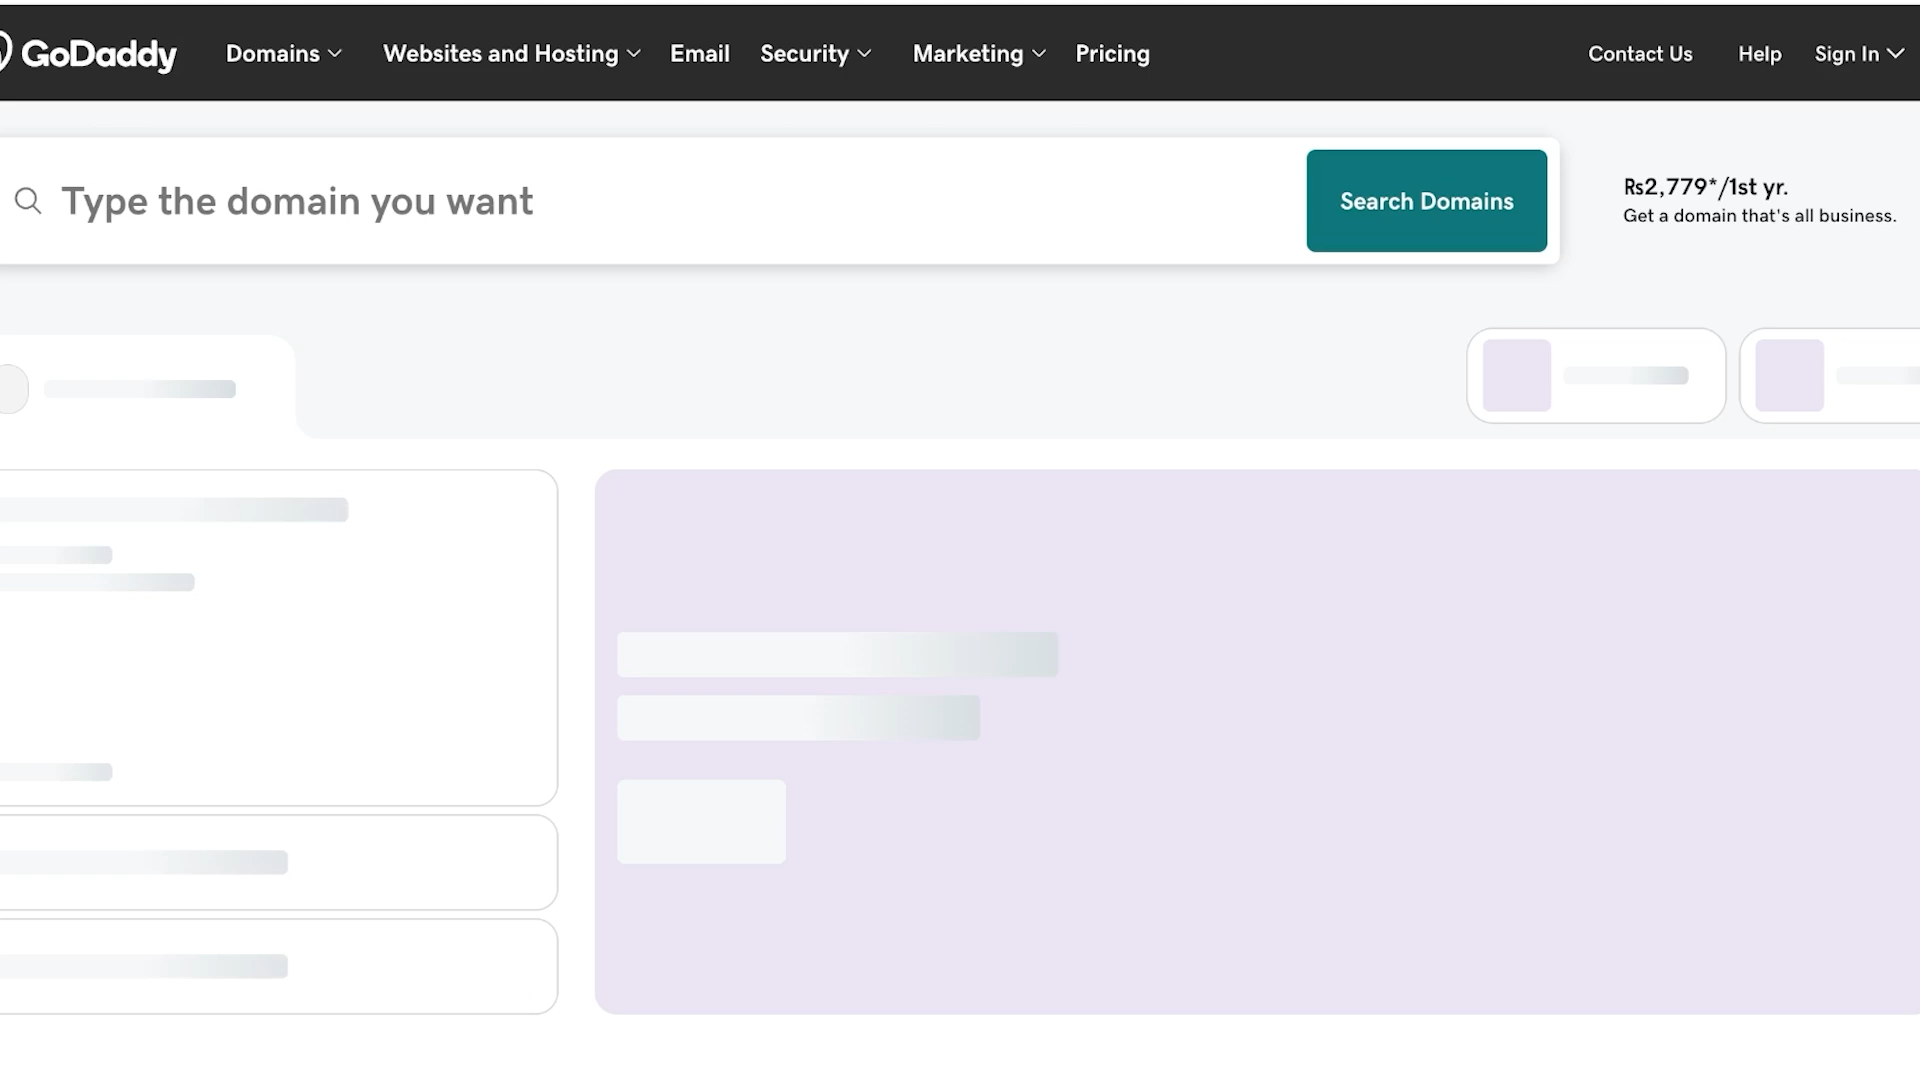 GoDaddy
Domains
Websites and Hosting
Email
Security
Marketing
Pricing
Contact Us
Help
Sign In
Type the domain you want
Search Domains
₨2,779*/1st yr.
Get a domain that's all business.